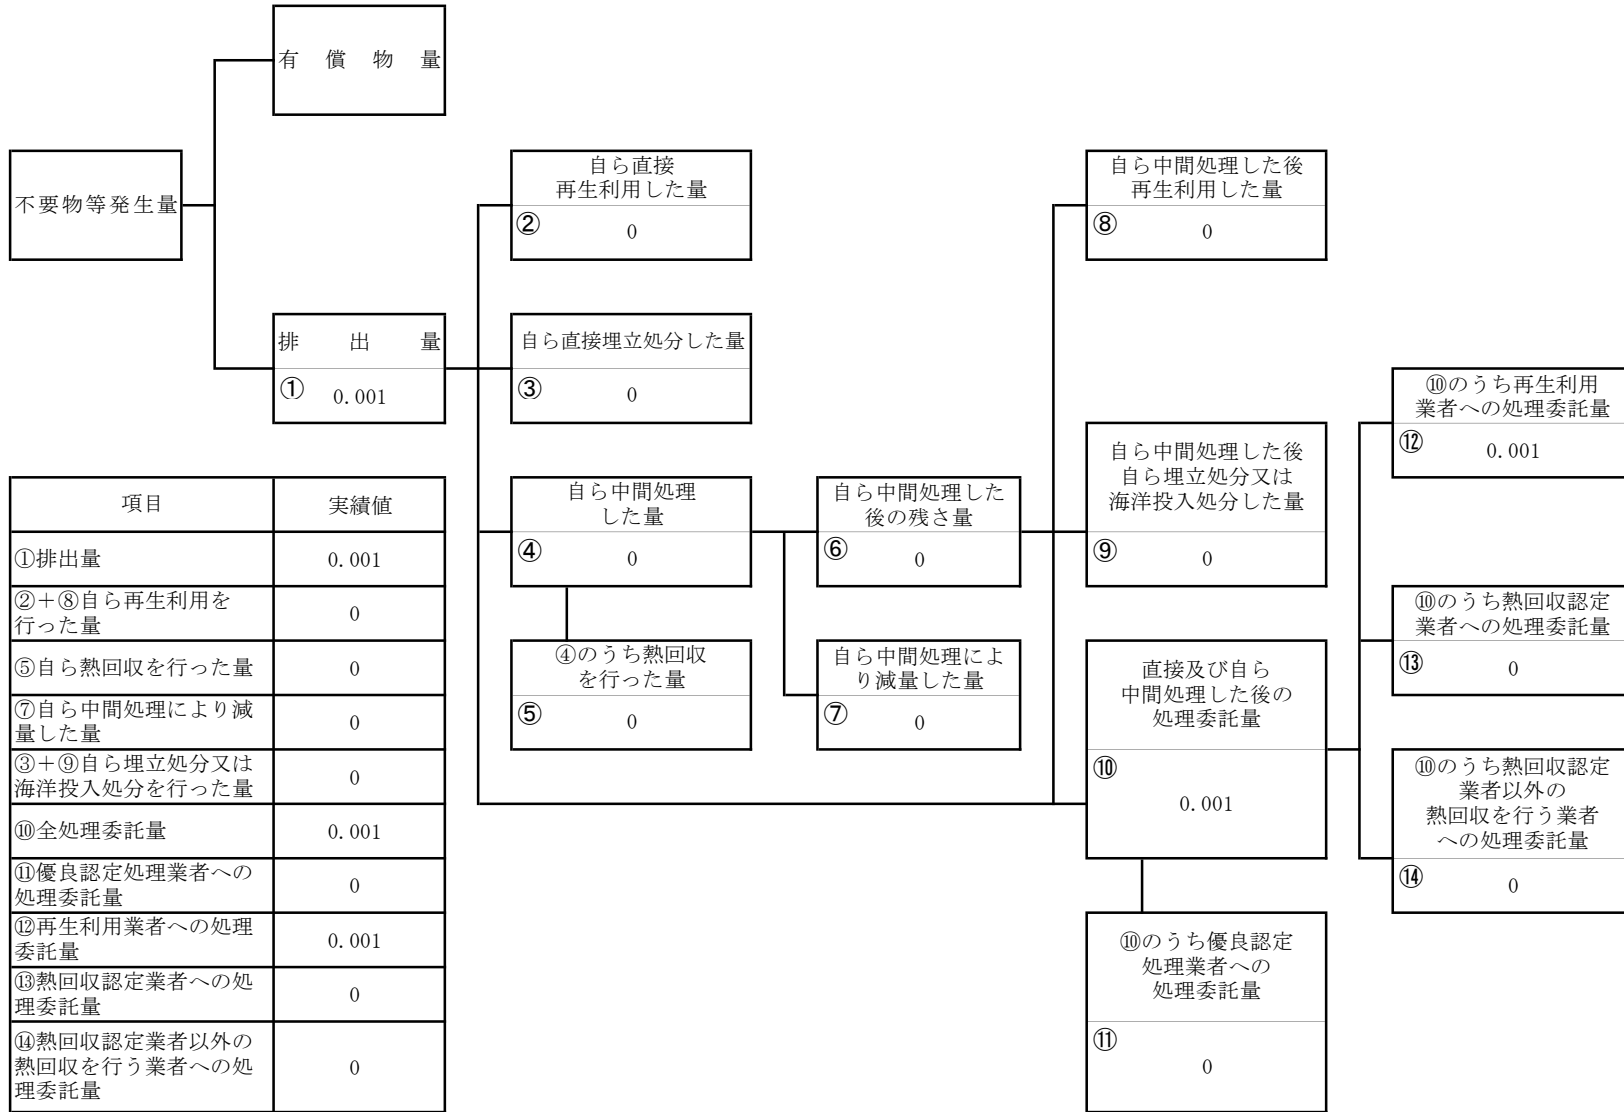 有償物量
不要物等発生量
排出量
① 0.001
自ら直接
再生利用した量
② 0
自ら直接埋立処分した量
③ 0
自ら中間処理
した量
④ 0
④のうち熱回収
を行った量
⑤ 0
自ら中間処理した
後の残さ量
⑥ 0
自ら中間処理によ
り減量した量
⑦ 0
自ら中間処理した後
再生利用した量
⑧ 0
自ら中間処理した後
自ら埋立処分又は
海洋投入処分した量
⑨ 0
直接及び自ら
中間処理した後の
処理委託量
⑩
0.001
⑩のうち優良認定
処理業者への
処理委託量
⑪
0
⑩のうち再生利用
業者への処理委託量
⑫ 0.001
⑩のうち熱回収認定
業者への処理委託量
⑬ 0
⑩のうち熱回収認定
業者以外の
熱回収を行う業者
への処理委託量
⑭ 0
項目 実績値
①排出量 0.001
②+⑧自ら再生利用を
行った量 0
⑤自ら熱回収を行った量 0
⑦自ら中間処理により減
量した量 0
③+⑨自ら埋立処分又は
海洋投入処分を行った量 0
⑩全処理委託量 0.001
⑪優良認定処理業者への
処理委託量 0
⑫再生利用業者への処理
委託量 0.001
⑬熱回収認定業者への処
理委託量 0
⑭熱回収認定業者以外の
熱回収を行う業者への処
理委託量 0